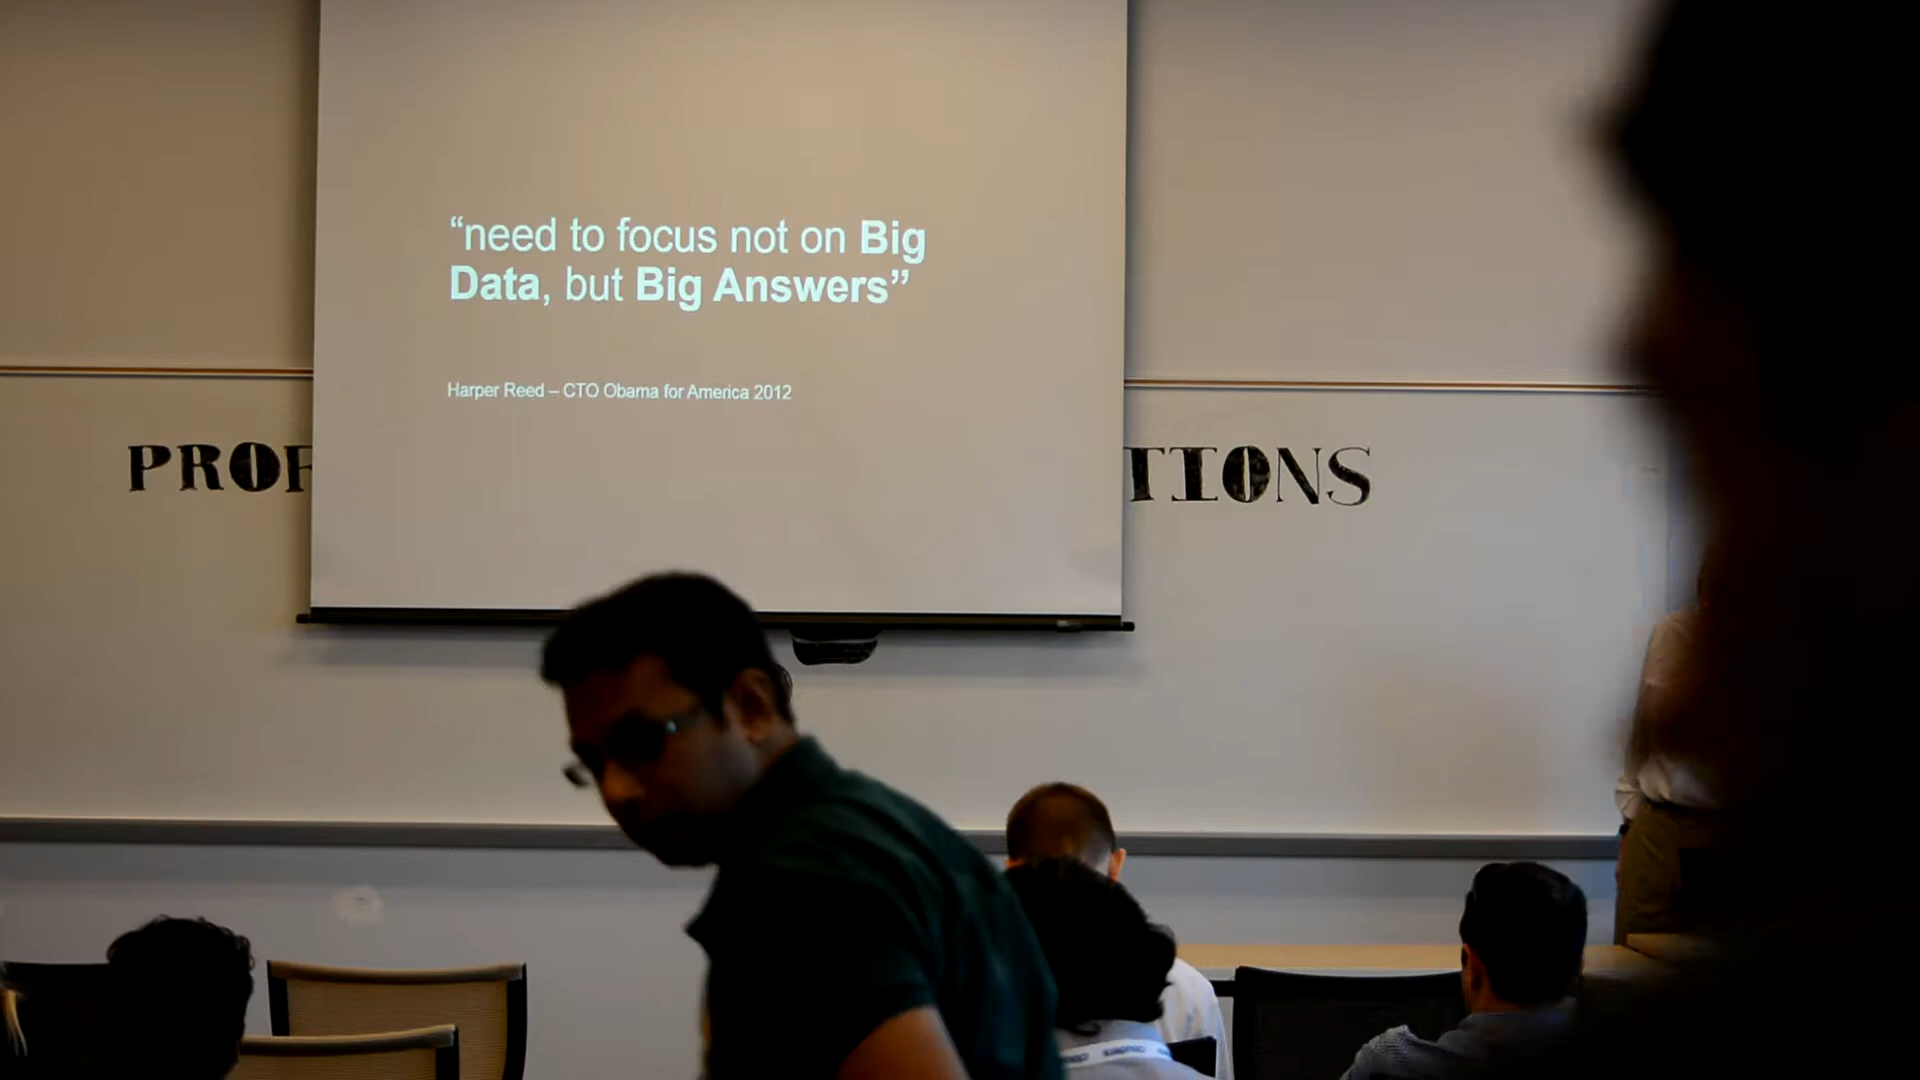 “need to focus not on Big
Data, but Big Answers”
Harper Reed – CTO Obama for America 2012
PROF
TIONS